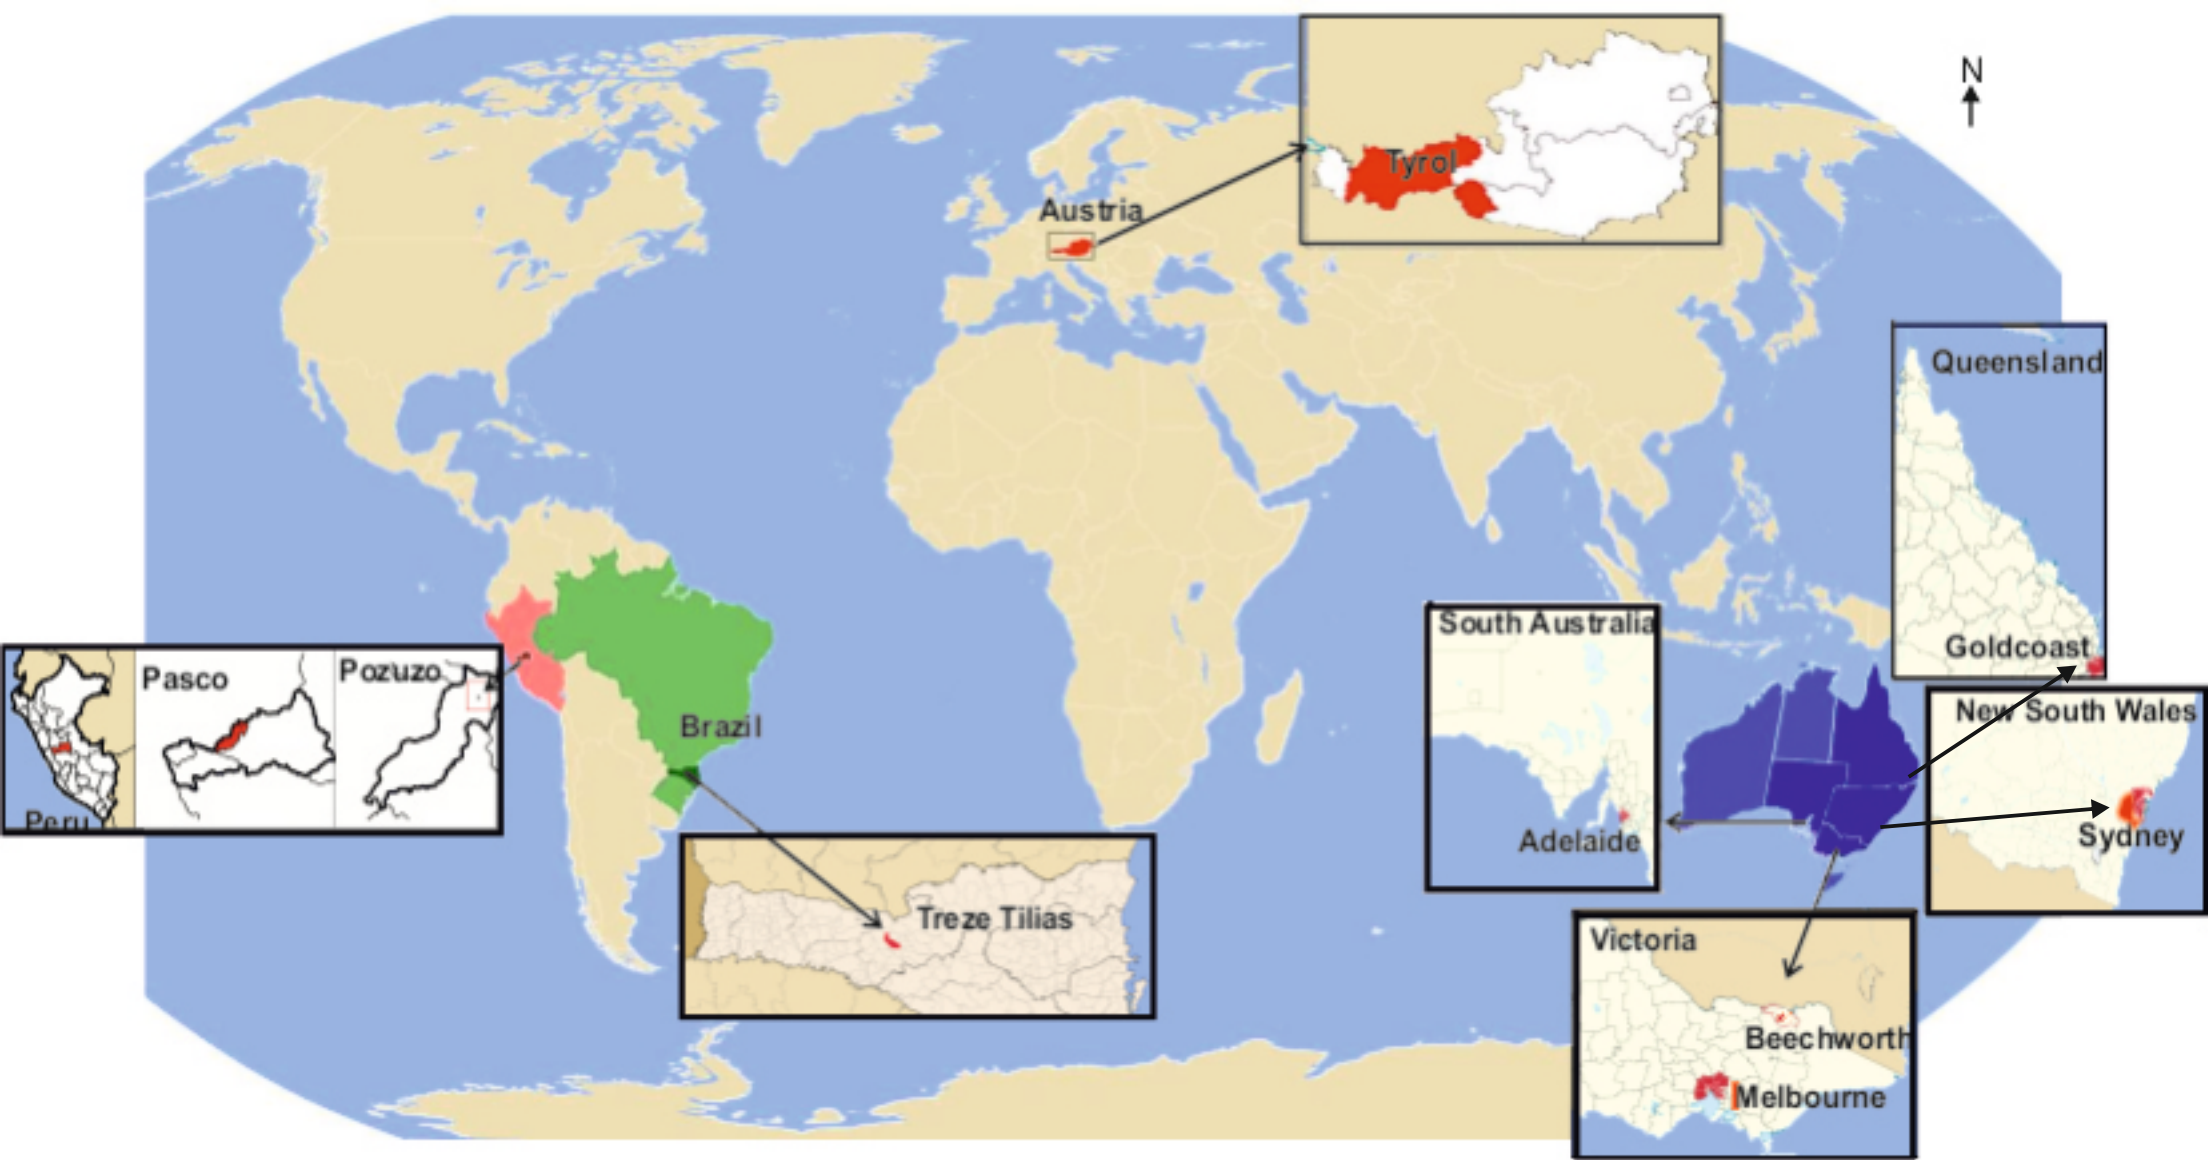 N
Tyrol
Austria
Queensland
Goldcoast
South Australia
Adelaide
New South Wales
Sydney
Pasco
Pozuzo
Peru
Brazil
Treze Tilias
Victoria
Beechworth
Melbourne